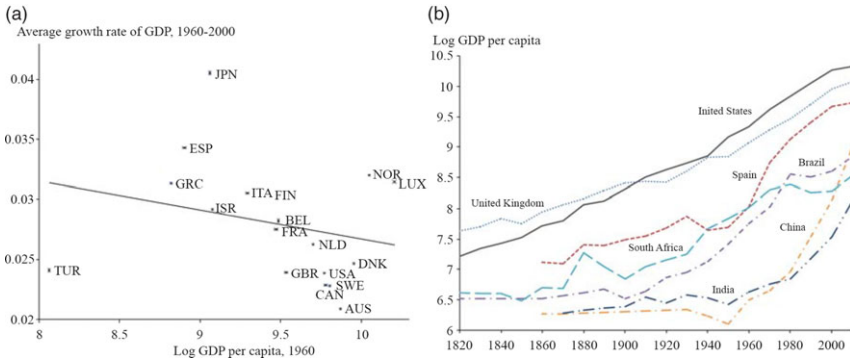 (a)
Average growth rate of GDP, 1960-2000
0.04
0.035
0.03
0.025
0.02
JPN
ESP
GRC
ISR
ITA
FIN
NOR
LUX
BEL
FRA
NLD
TUR
GBR
USA
DNK
SWE
CAN
AUS
8
8.5
9
9.5
10
Log GDP per capita, 1960
(b)
Log GDP per capita
10.5
10
9.5
9
8.5
8
7.5
7
6.5
6
United Kingdom
Inited States
Spain
Brazil
South Africa
China
India
1820
1840
1860
1880
1900
1920
1940
1960
1980
2000